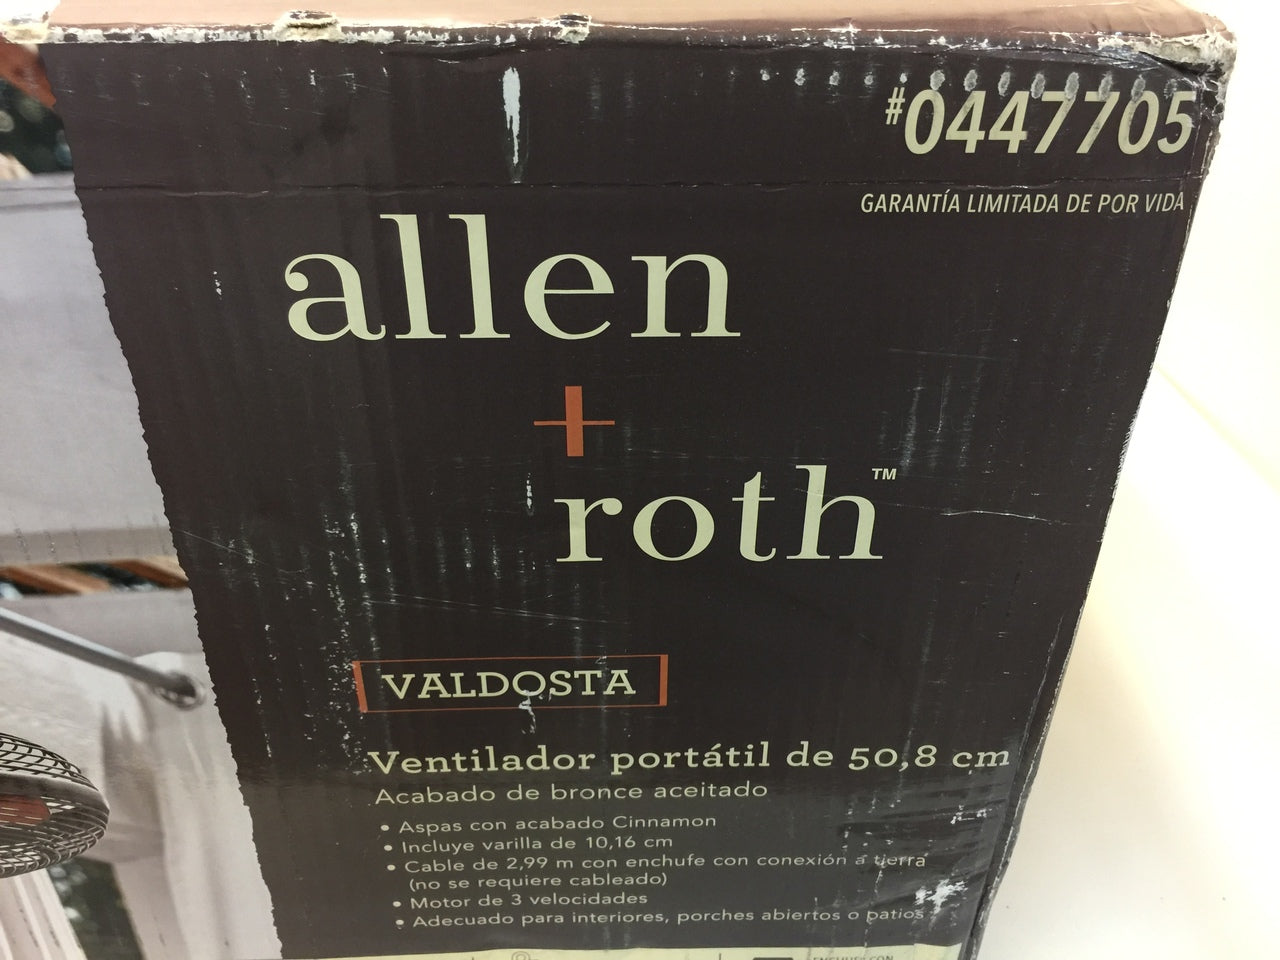 #0447705
GARANTÍA LIMITADA DE POR VIDA
allen
+
roth™
VALDOSTA
Ventilador portátil de 50,8 cm
Acabado de bronce aceitado
• Aspas con acabado Cinnamon
• Incluye varilla de 10,16 cm
• Cable de 2,99 m con enchufe con conexión a tierra
(no se requiere cableado)
• Motor de 3 velocidades
• Adecuado para interiores, porches abiertos o patios